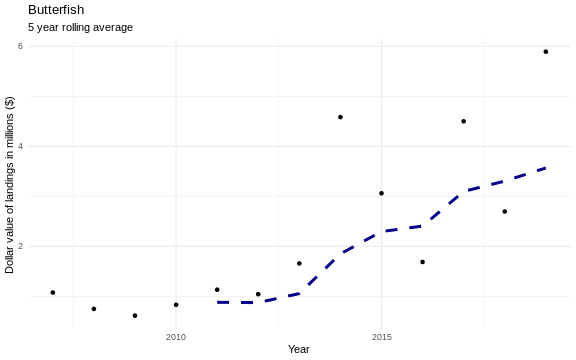 Butterfish
5 year rolling average
Dollar value of landings in millions ($)
6
4
2
2010
2015
Year